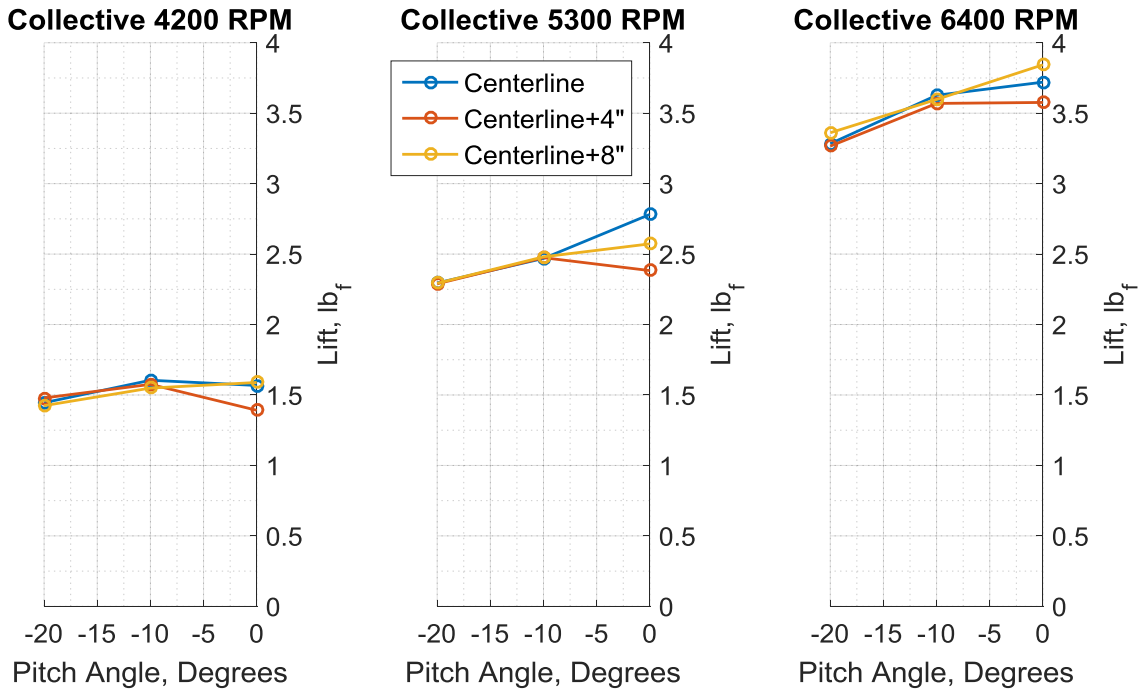 Collective 4200 RPM
4
3.5
3
2.5
2
1.5
1
0.5
0
Lift, lbf
-20 -15 -10 -5 0
Pitch Angle, Degrees
Collective 5300 RPM
Centerline
Centerline+4"
Centerline+8"
4
3.5
3
2.5
2
1.5
1
0.5
0
Lift, lbf
-20 -15 -10 -5 0
Pitch Angle, Degrees
Collective 6400 RPM
4
3.5
3
2.5
2
1.5
1
0.5
0
Lift, lbf
-20 -15 -10 -5 0
Pitch Angle, Degrees